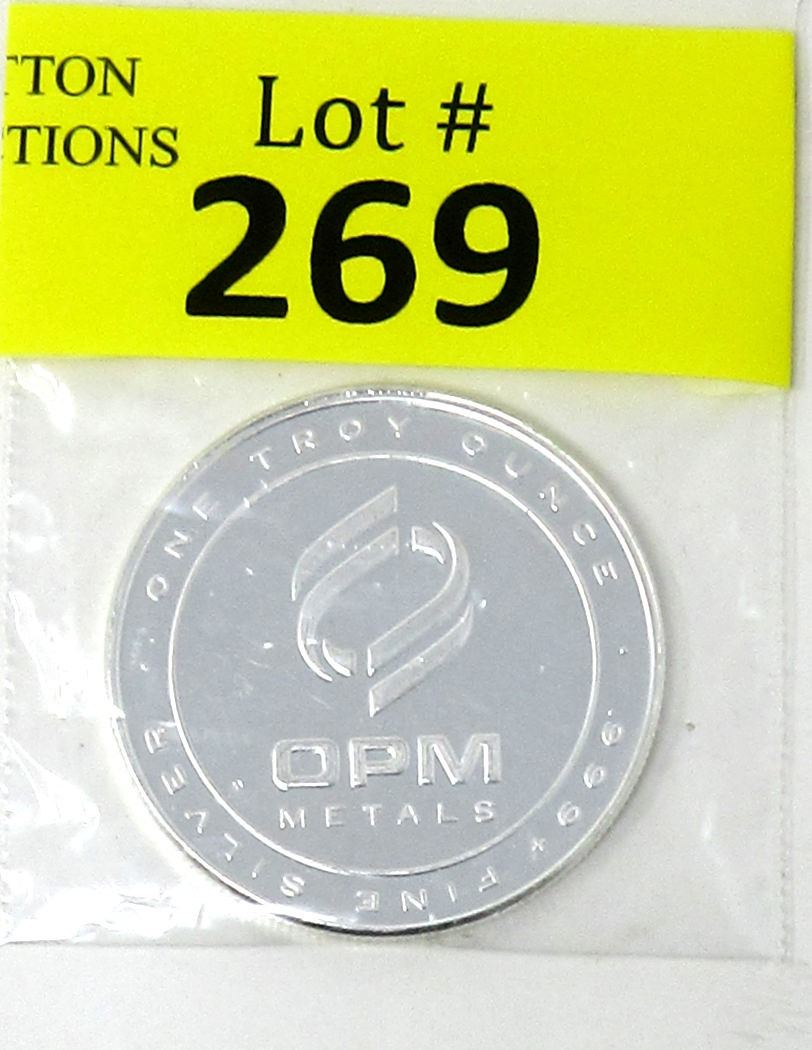 TTON
TIONS
Lot #
269
ONE TROY OUNCE · 999+ FINE SILVER ·
OPM
METALS